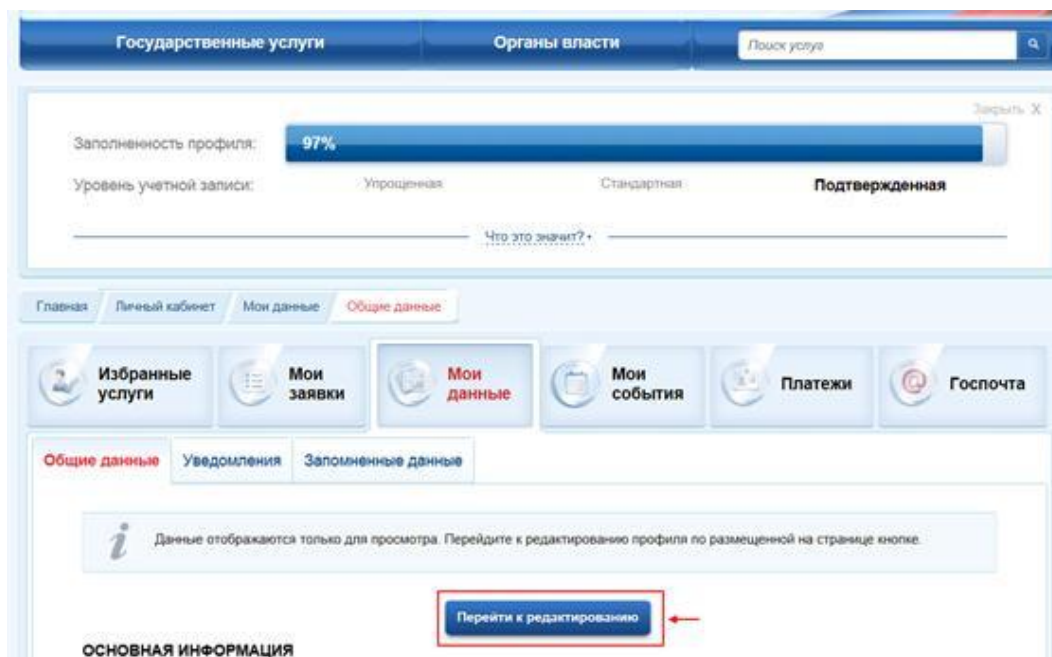 Государственные услуги Органы власти Поиск услуг
Закрыть X
Заполненность профиля: 97%
Уровень учетной записи: Упрощенная Стандартная Подтвержденная
Что это значит?
Главная Личный кабинет Мои данные Общие данные
Избранные услуги Мои заявки Мои данные Мои события Платежи Госпочта
Общие данные Уведомления Запомненные данные
Данные отображаются только для просмотра. Перейдите к редактированию профиля по размещенной на странице кнопке.
Перейти к редактированию
ОСНОВНАЯ ИНФОРМАЦИЯ